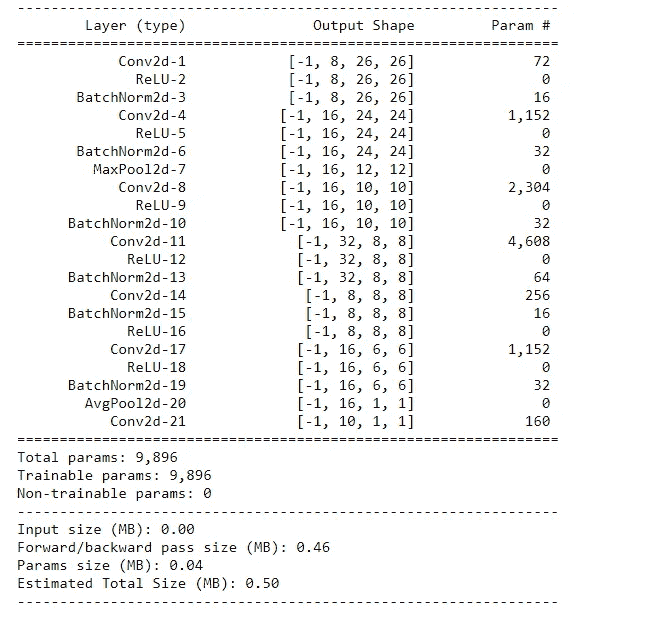 ----------------------------------------------------------------
Layer (type) Output Shape Param #
================================================================
Conv2d-1 [-1, 8, 26, 26] 72
ReLU-2 [-1, 8, 26, 26] 0
BatchNorm2d-3 [-1, 8, 26, 26] 16
Conv2d-4 [-1, 16, 24, 24] 1,152
ReLU-5 [-1, 16, 24, 24] 0
BatchNorm2d-6 [-1, 16, 24, 24] 32
MaxPool2d-7 [-1, 16, 12, 12] 0
Conv2d-8 [-1, 16, 10, 10] 2,304
ReLU-9 [-1, 16, 10, 10] 0
BatchNorm2d-10 [-1, 16, 10, 10] 32
Conv2d-11 [-1, 32, 8, 8] 4,608
ReLU-12 [-1, 32, 8, 8] 0
BatchNorm2d-13 [-1, 32, 8, 8] 64
Conv2d-14 [-1, 8, 8, 8] 256
BatchNorm2d-15 [-1, 8, 8, 8] 16
ReLU-16 [-1, 8, 8, 8] 0
Conv2d-17 [-1, 16, 6, 6] 1,152
ReLU-18 [-1, 16, 6, 6] 0
BatchNorm2d-19 [-1, 16, 6, 6] 32
AvgPool2d-20 [-1, 16, 1, 1] 0
Conv2d-21 [-1, 10, 1, 1] 160
================================================================
Total params: 9,896
Trainable params: 9,896
Non-trainable params: 0
----------------------------------------------------------------
Input size (MB): 0.00
Forward/backward pass size (MB): 0.46
Params size (MB): 0.04
Estimated Total Size (MB): 0.50
----------------------------------------------------------------